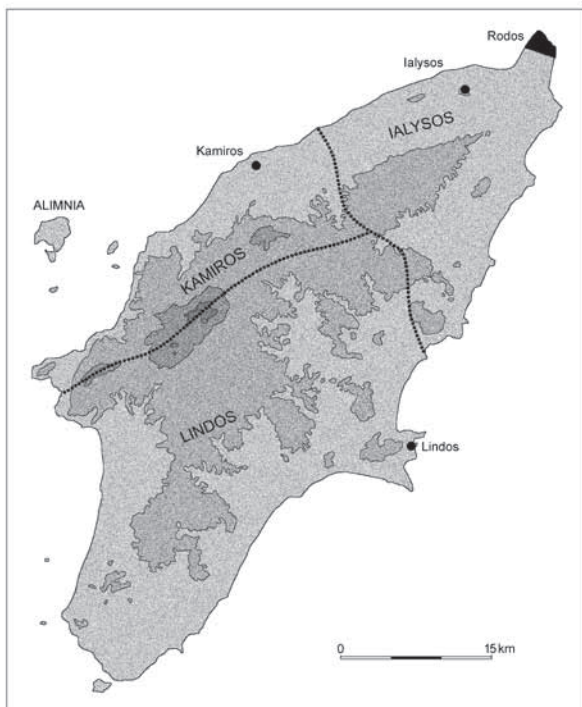 Rodos
Ialysos
IALYSOS
Kamiros
ALIMNIA
KAMIROS
LINDOS
Lindos
0 15 km